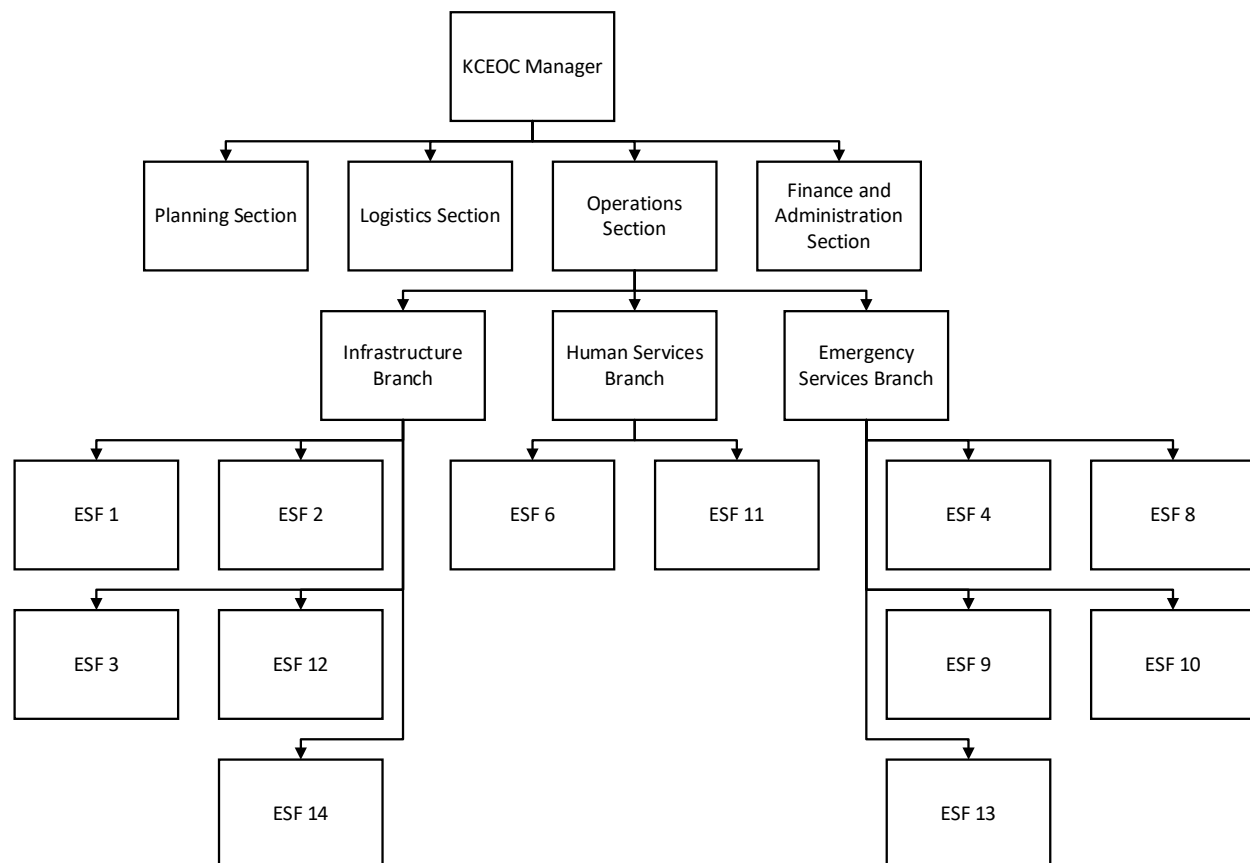 KCEOC Manager
Planning Section
Logistics Section
Operations
Section
Finance and
Administration
Section
Infrastructure
Branch
Human Services
Branch
Emergency
Services Branch
ESF 1
ESF 2
ESF 6
ESF 11
ESF 4
ESF 8
ESF 3
ESF 12
ESF 9
ESF 10
ESF 14
ESF 13